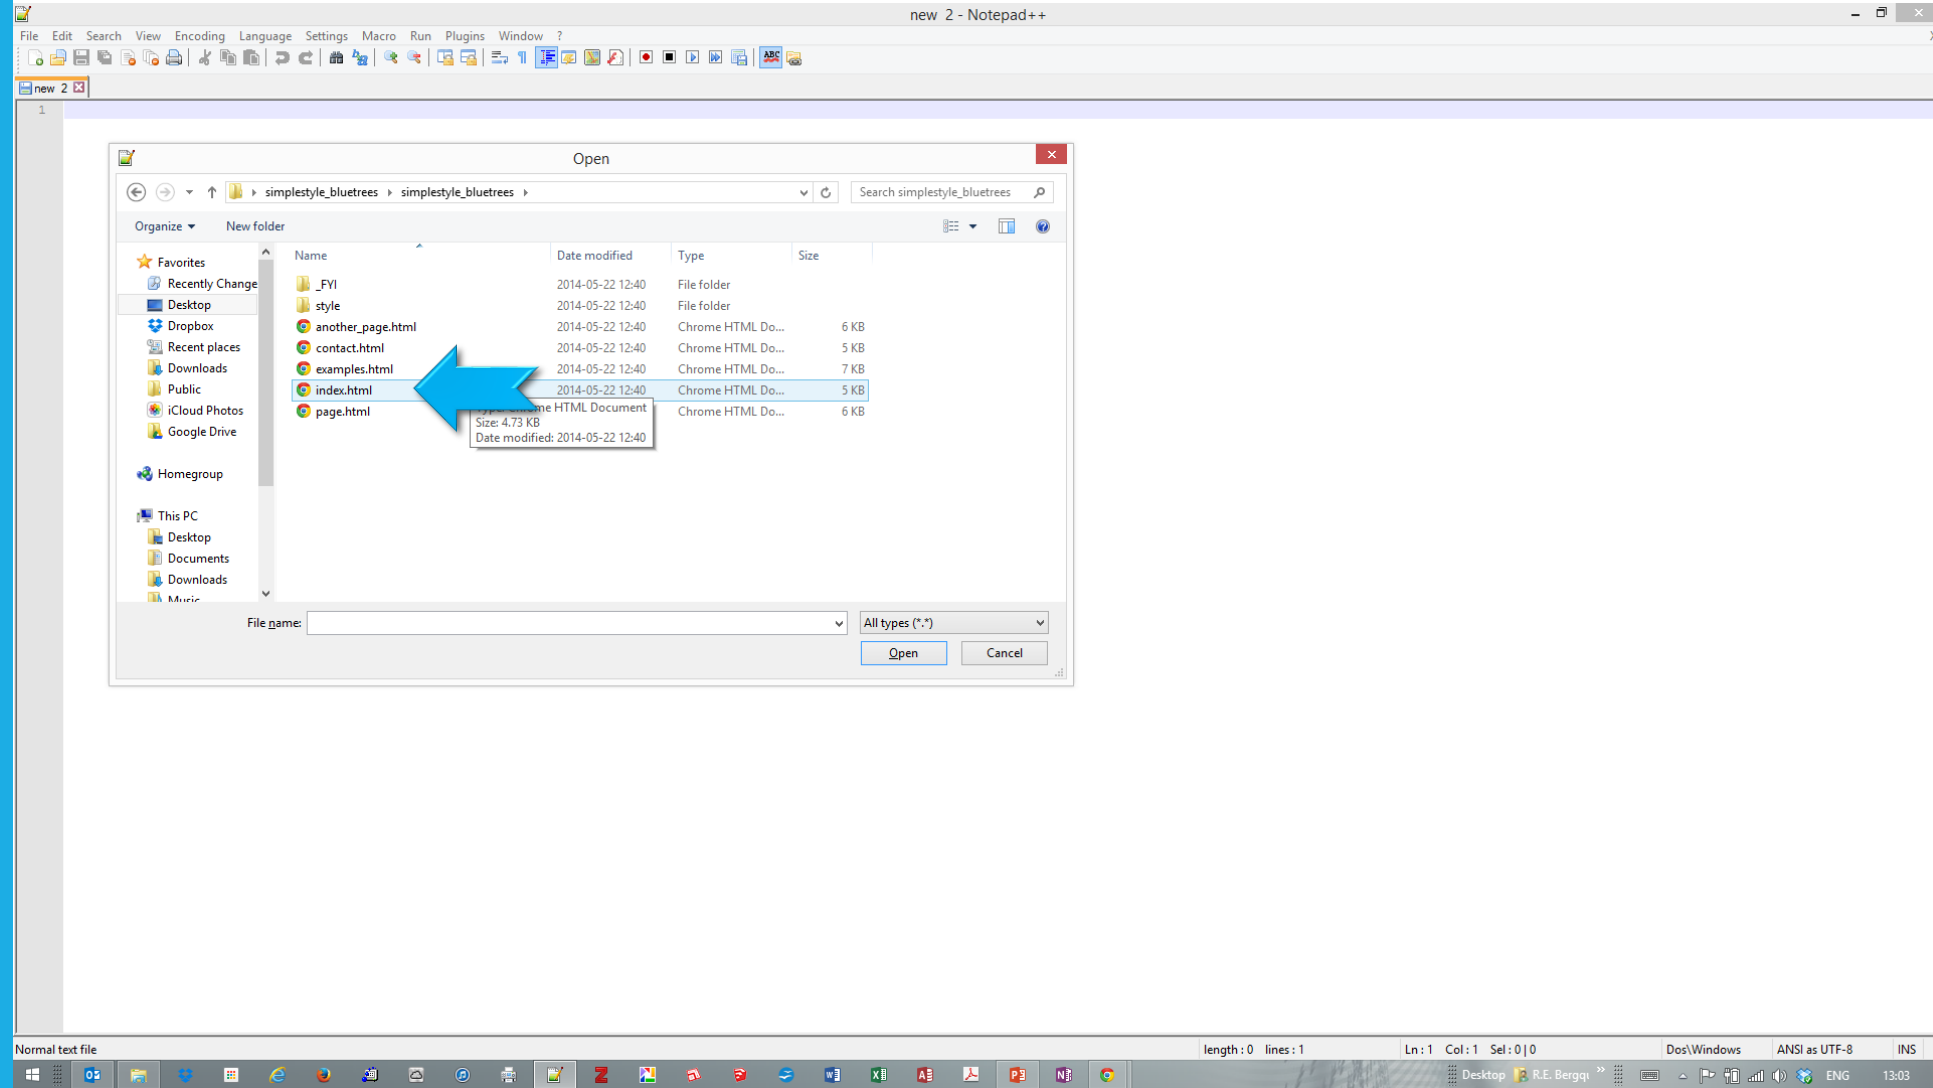 new 2 - Notepad++
File Edit Search View Encoding Language Settings Macro Run Plugins Window ?
new 2
1
Open
simplestyle_bluetrees simplestyle_bluetrees
Search simplestyle_bluetrees
Organize New folder
Name Date modified Type Size
Favorites
Recently Change
Desktop
Dropbox
Recent places
Downloads
Public
iCloud Photos
Google Drive
Homegroup
This PC
Desktop
Documents
Downloads
Music
_FYI 2014-05-22 12:40 File folder
style 2014-05-22 12:40 File folder
another_page.html 2014-05-22 12:40 Chrome HTML Do... 6 KB
contact.html 2014-05-22 12:40 Chrome HTML Do... 5 KB
examples.html 2014-05-22 12:40 Chrome HTML Do... 7 KB
index.html 2014-05-22 12:40 Chrome HTML Do... 5 KB
page.html Chrome HTML Do... 6 KB
HTML Document
Size: 4.73 KB
Date modified: 2014-05-22 12:40
File name: All types (*.*)
Open Cancel
Normal text file length : 0 lines : 1 Ln : 1 Col : 1 Sel : 0 | 0 Dos\Windows ANSI as UTF-8 INS
Desktop R.E. Bergq ENG 13:03